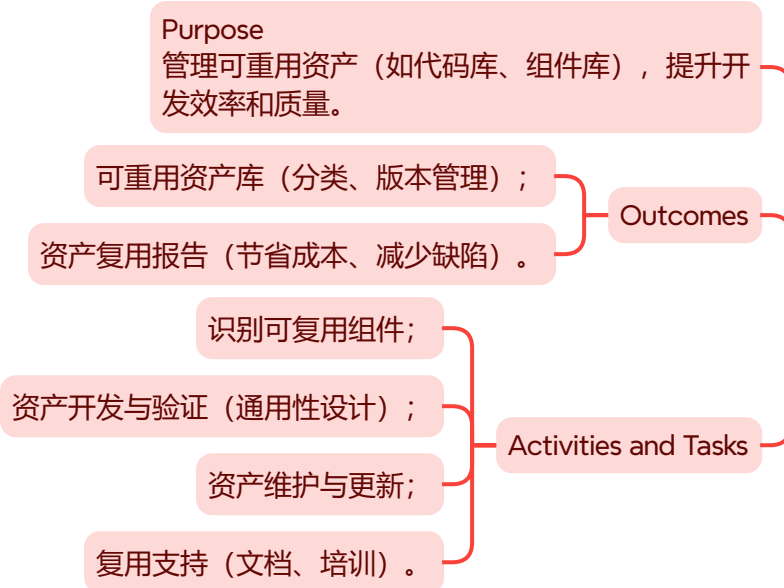 Purpose
管理可重用资产（如代码库、组件库），提升开
发效率和质量。
可重用资产库（分类、版本管理）；
Outcomes
资产复用报告（节省成本、减少缺陷）。
识别可复用组件；
资产开发与验证（通用性设计）；
Activities and Tasks
资产维护与更新；
复用支持（文档、培训）。